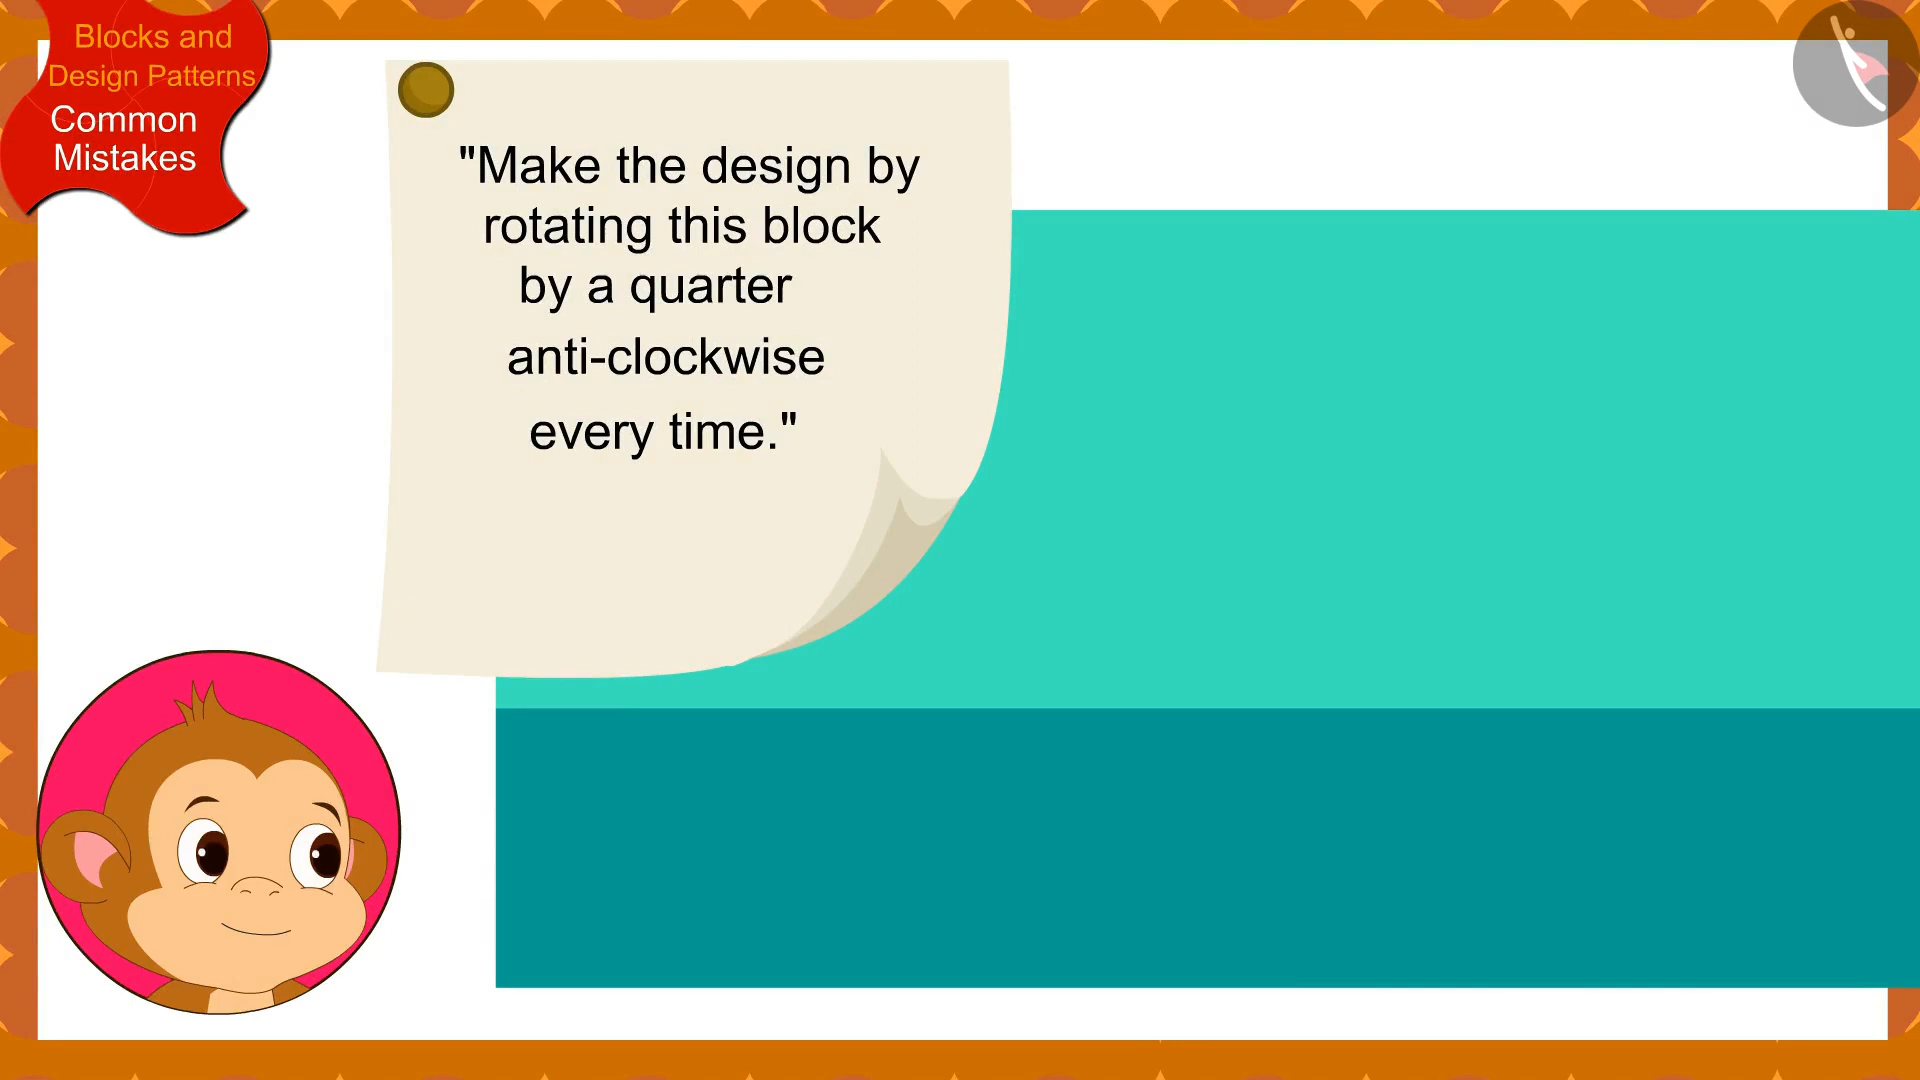 Blocks and
Design Patterns
Common
Mistakes
"Make the design by
rotating this block
by a quarter
anti-clockwise
every time."